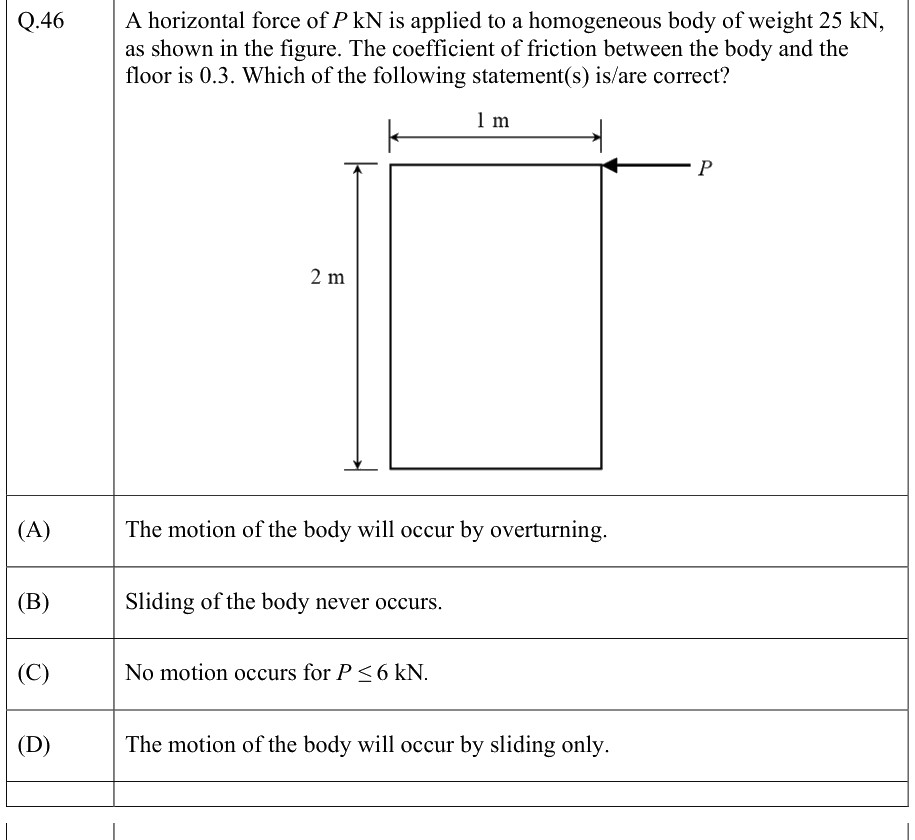 Q.46
A horizontal force of P kN is applied to a homogeneous body of weight 25 kN,
as shown in the figure. The coefficient of friction between the body and the
floor is 0.3. Which of the following statement(s) is/are correct?
1 m
P
2 m
(A) The motion of the body will occur by overturning.
(B) Sliding of the body never occurs.
(C) No motion occurs for P ≤ 6 kN.
(D) The motion of the body will occur by sliding only.